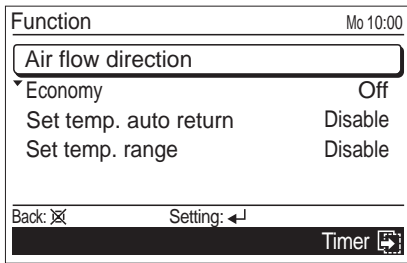 Function Mo 10:00
Air flow direction
Economy Off
Set temp. auto return Disable
Set temp. range Disable
Back: Setting:
Timer